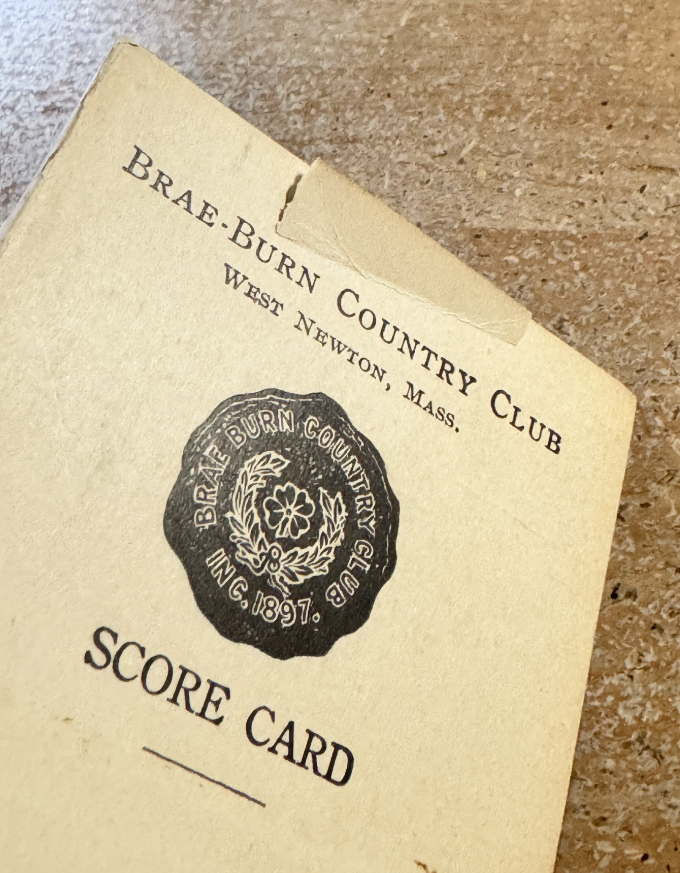 BRAE-BURN COUNTRY CLUB
WEST NEWTON, MASS.
BRAE BURN COUNTRY CLUB
INC. 1897.
SCORE CARD